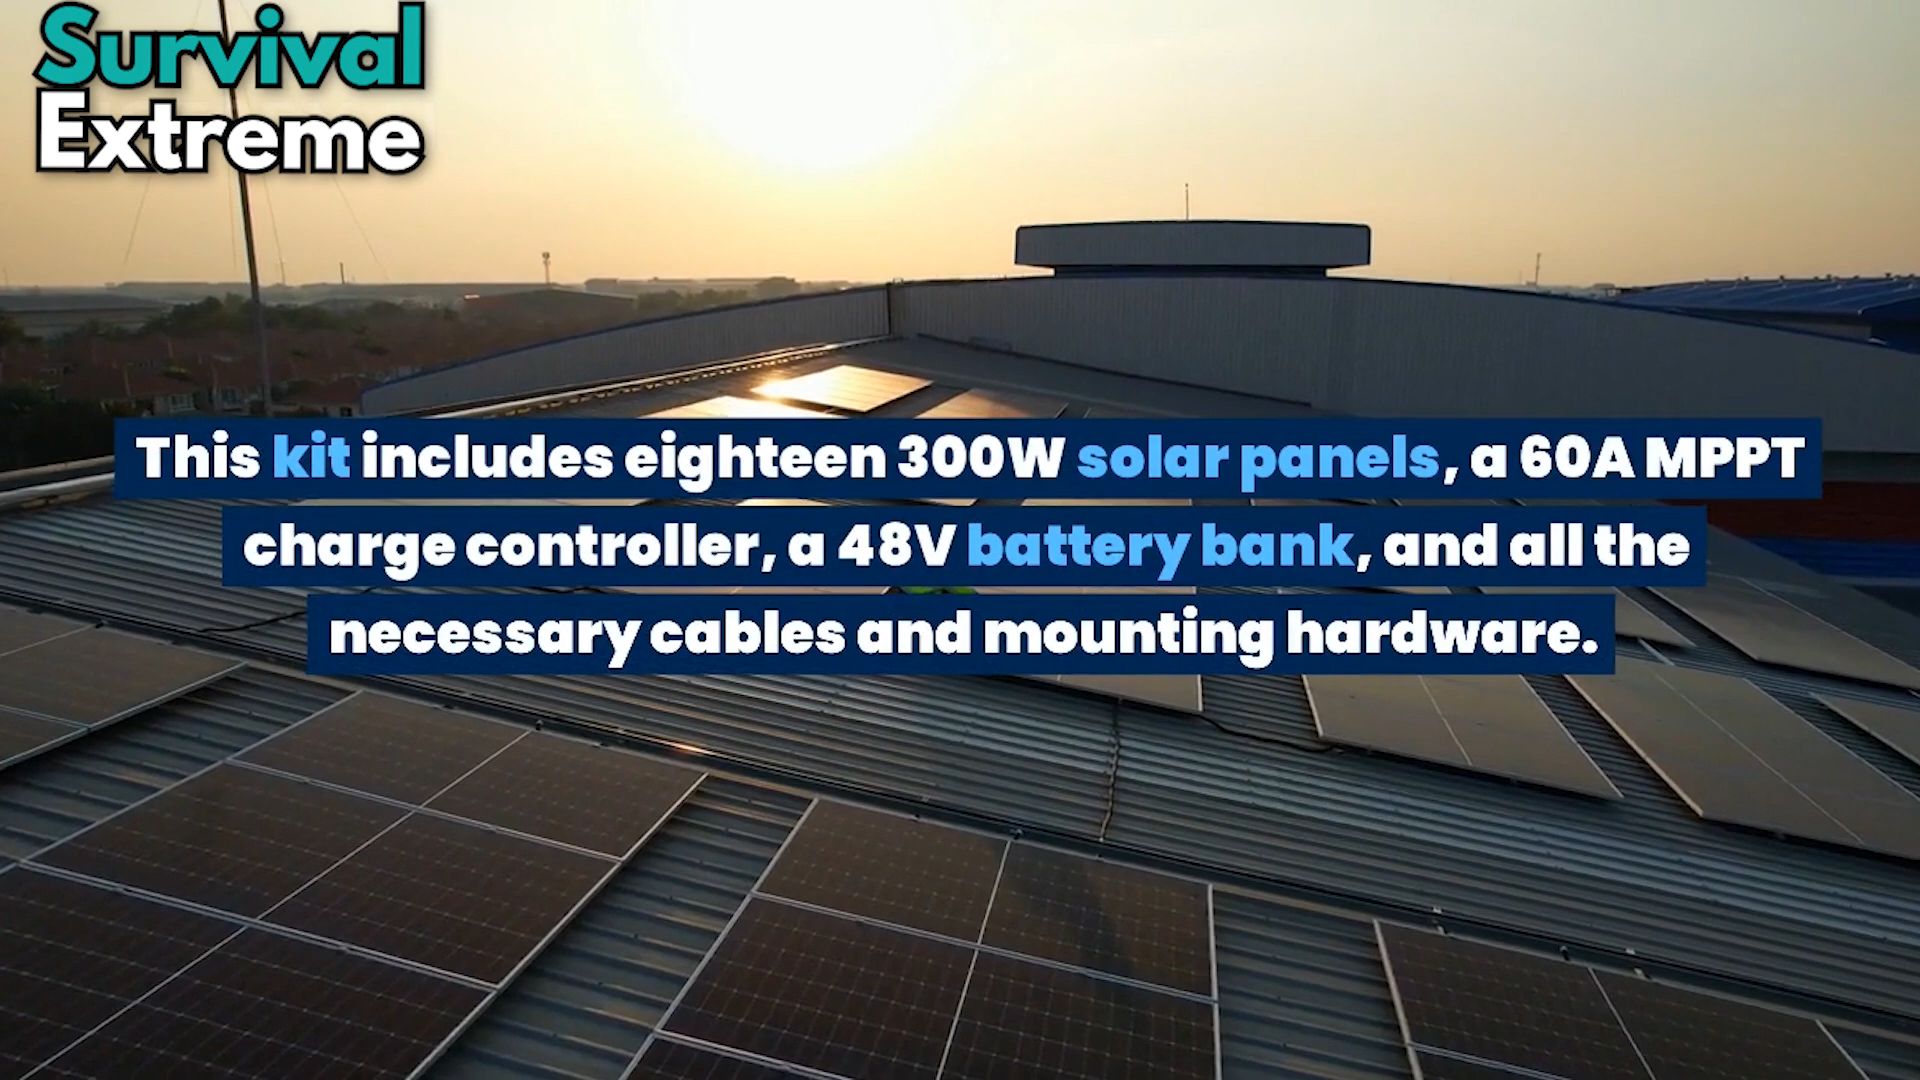 Survival
Extreme
This kit includes eighteen 300W solar panels, a 60A MPPT
charge controller, a 48V battery bank, and all the
necessary cables and mounting hardware.